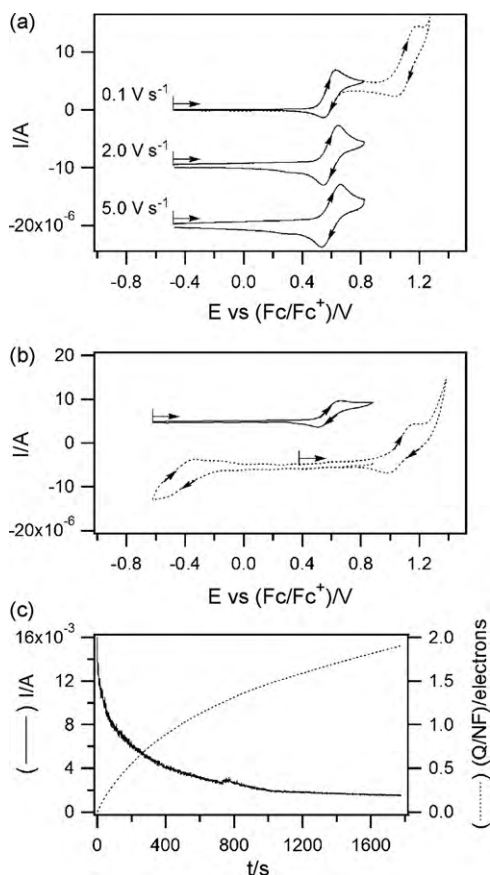 (a)
10
0
-10
-20x10-6
I/A
0.1 V s-1
2.0 V s-1
5.0 V s-1
-0.8 -0.4 0.0 0.4 0.8 1.2
E vs (Fc/Fc+)/V
(b)
20
10
0
-10
-20x10-6
I/A
-0.8 -0.4 0.0 0.4 0.8 1.2
E vs (Fc/Fc+)/V
(c)
16x10-3
12
8
4
0
( — ) I/A
2.0
1.5
1.0
0.5
0.0
( ······ ) (Q/NF)/electrons
0 400 800 1200 1600
t/s